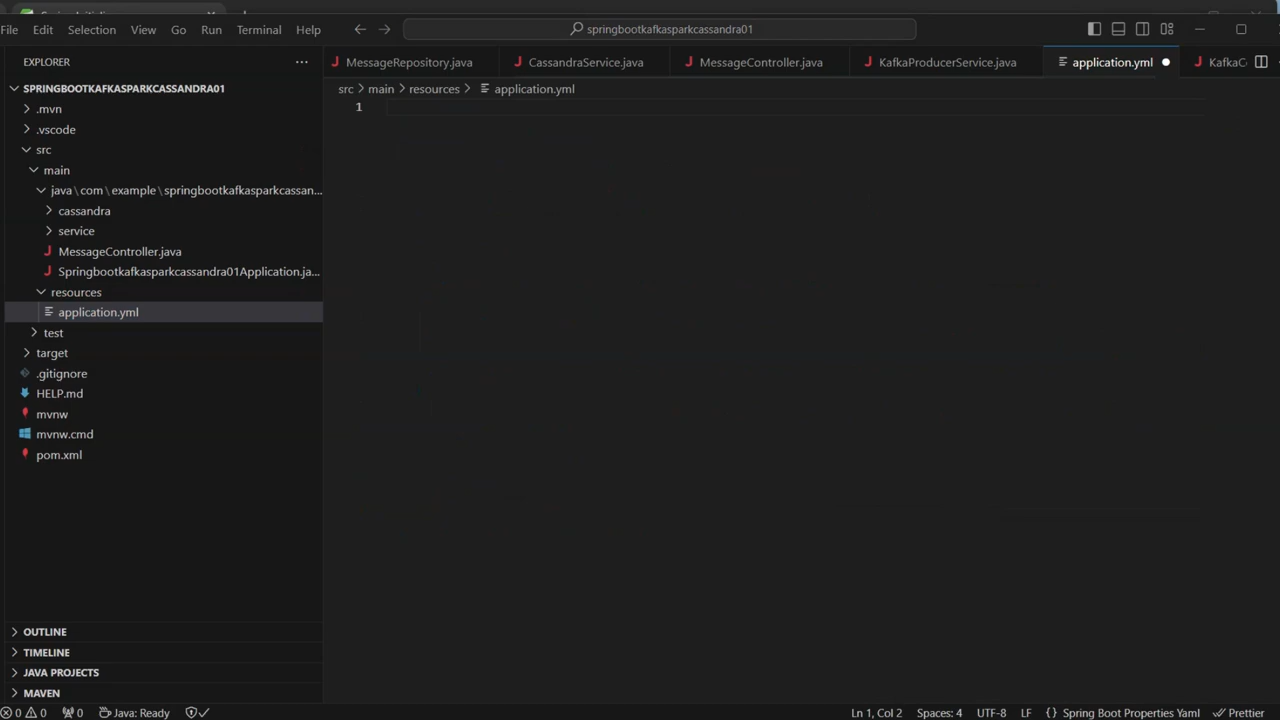 File Edit Selection View Go Run Terminal Help
springbootkafkasparkcassandra01
EXPLORER
MessageRepository.java CassandraService.java MessageController.java KafkaProducerService.java application.yml KafkaC
SPRINGBOOTKAFKASPARKCASSANDRA01
src main resources application.yml
.mvn
1
.vscode
src
main
java\com\example\springbootkafkasparkcassan...
cassandra
service
MessageController.java
Springbootkafkasparkcassandra01Application.ja...
resources
application.yml
test
target
.gitignore
HELP.md
mvnw
mvnw.cmd
pom.xml
OUTLINE
TIMELINE
JAVA PROJECTS
MAVEN
0 0 0 Java: Ready Ln 1, Col 2 Spaces: 4 UTF-8 LF {} Spring Boot Properties Yaml Prettier